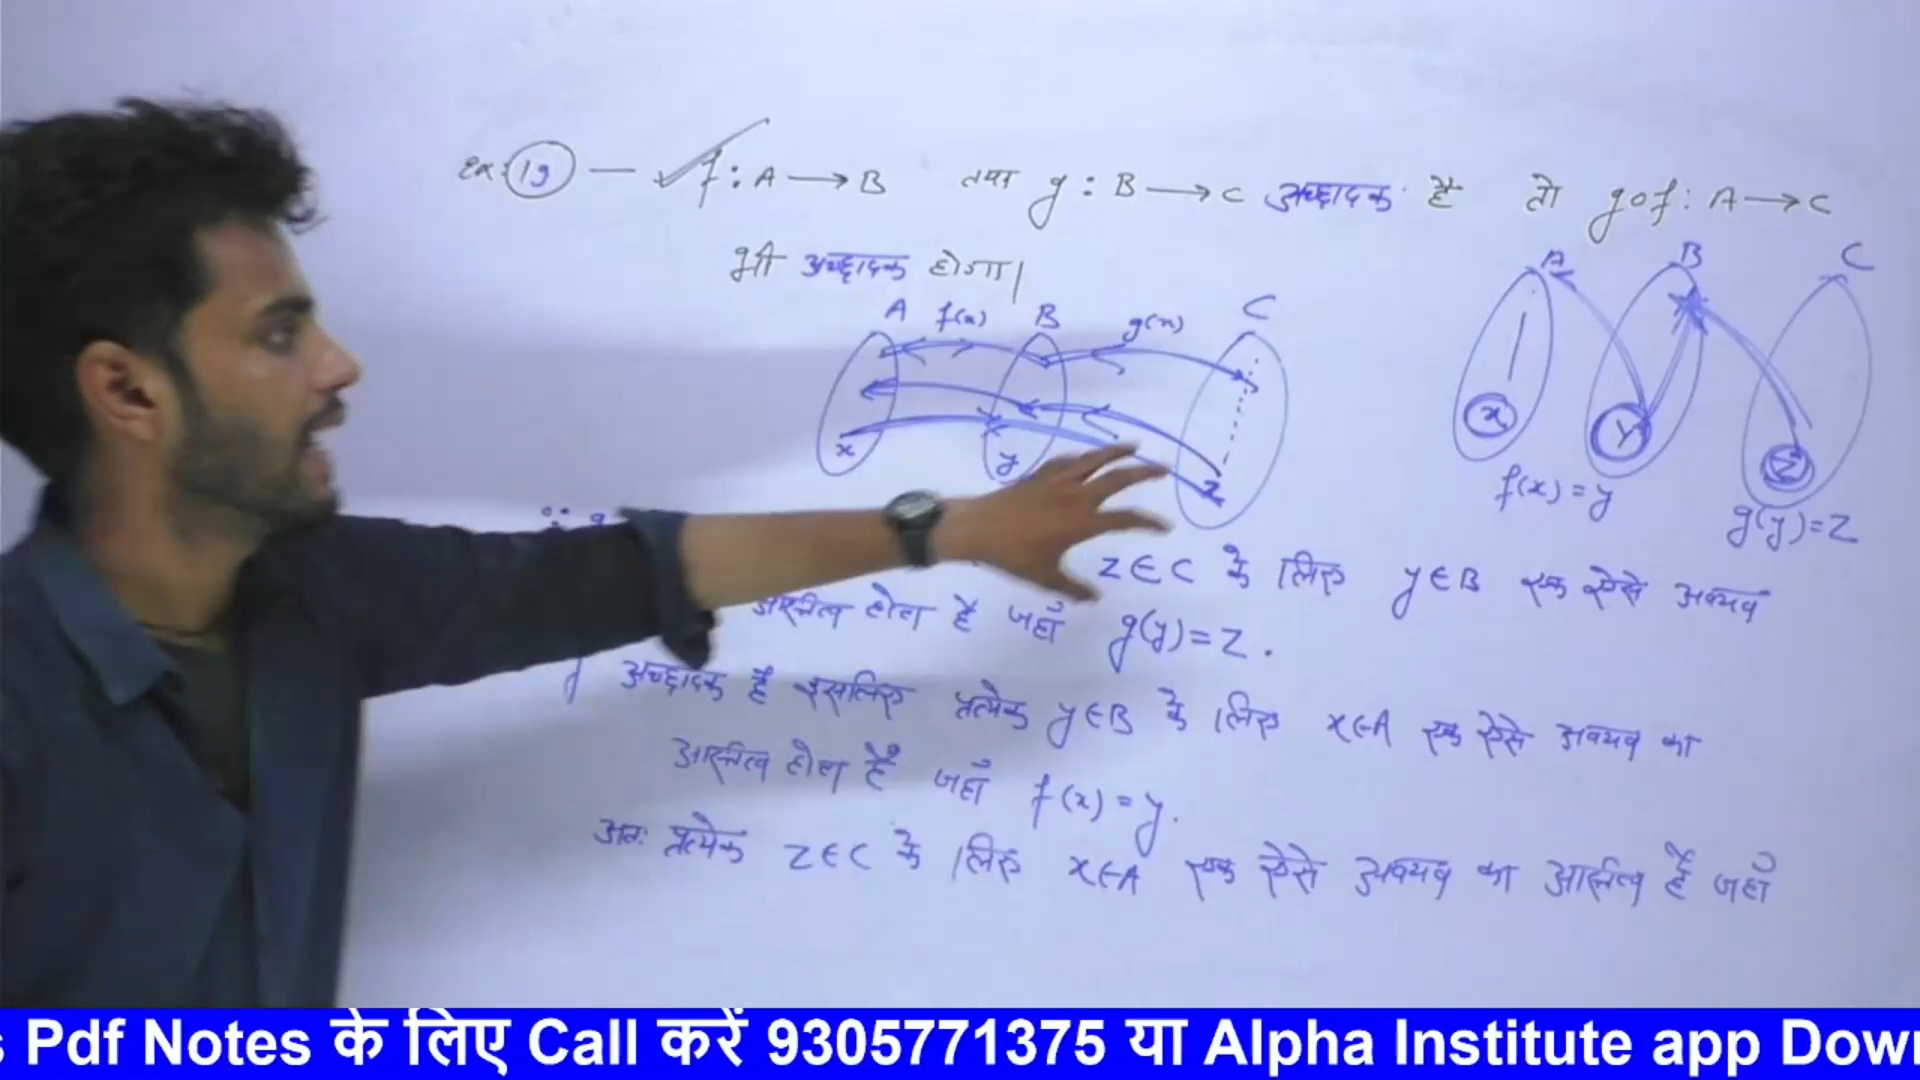 ex: 19 — f : A → B तथा g : B → C आच्छादक है तो gof : A → C
भी आच्छादक होगा।
A f(x) B g(x) C
x y z
A B C
x y z
f(x) = y
g(y) = z
∵ g
z ∈ C के लिए y ∈ B एक ऐसे अवयव
अस्तित्व होता है जहाँ g(y) = z .
f आच्छादक है इसलिए प्रत्येक y ∈ B के लिए x ∈ A एक ऐसे अवयव का
अस्तित्व होता है जहाँ f(x) = y .
अतः प्रत्येक z ∈ C के लिए x ∈ A एक ऐसे अवयव का अस्तित्व है जहाँ
Pdf Notes के लिए Call करें 9305771375 या Alpha Institute app Dow